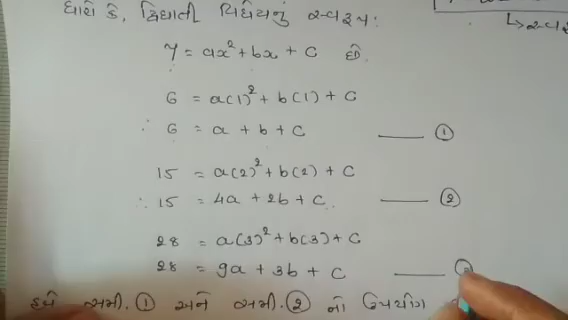 ધારો કે, દ્વિઘાતી વિધેયનું સ્વરૂપ:
y = ax² + bx + c છે.
6 = a(1)² + b(1) + c
∴ 6 = a + b + c ——— ①
15 = a(2)² + b(2) + c
∴ 15 = 4a + 2b + c. ——— ②
28 = a(3)² + b(3) + c
28 = 9a + 3b + c ———
હવે સમી. ① અને સમી. ② નો ઉપયોગ